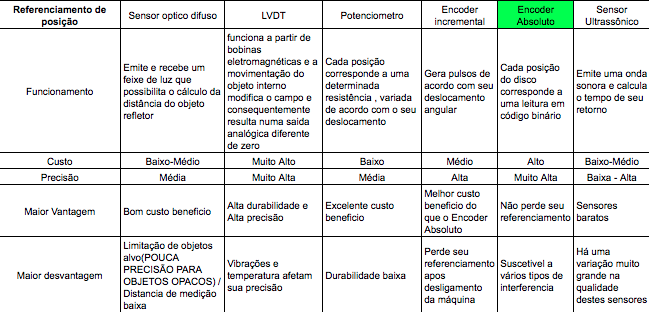 Referenciamento de
posição
Sensor optico difuso
LVDT
Potenciometro
Encoder
incremental
Encoder
Absoluto
Sensor
Ultrassônico
Funcionamento
Emite e recebe um
feixe de luz que
possibilita o cálculo da
distância do objeto
refletor
funciona a partir de
bobinas
eletromagnéticas e a
movimentação do
objeto interno
modifica o campo e
consequentemente
resulta numa saida
analógica diferente
de zero
Cada posição
corresponde a uma
determinada
resistência , variada
de acordo com o seu
deslocamento
Gera pulsos de
acordo com seu
deslocamento
angular
Cada posição
do disco
corresponde a
uma leitura em
código binário
Emite uma onda
sonora e calcula
o tempo de seu
retorno
Custo
Baixo-Médio
Muito Alto
Baixo
Médio
Alto
Baixo-Médio
Precisão
Média
Muito Alta
Média
Alta
Muito Alta
Baixa - Alta
Maior Vantagem
Bom custo beneficio
Alta durabilidade e
Alta precisão
Excelente custo
beneficio
Melhor custo
beneficio do
que o Encoder
Absoluto
Não perde seu
referenciamento
Sensores
baratos
Maior desvantagem
Limitação de objetos
alvo(POUCA
PRECISÃO PARA
OBJETOS OPACOS) /
Distancia de medição
baixa
Vibrações e
temperatura afetam
sua precisão
Durabilidade baixa
Perde seu
referenciamento
apos
desligamento
da máquina
Suscetivel a
vários tipos de
interferencia
Há uma
variação muito
grande na
qualidade
destes sensores